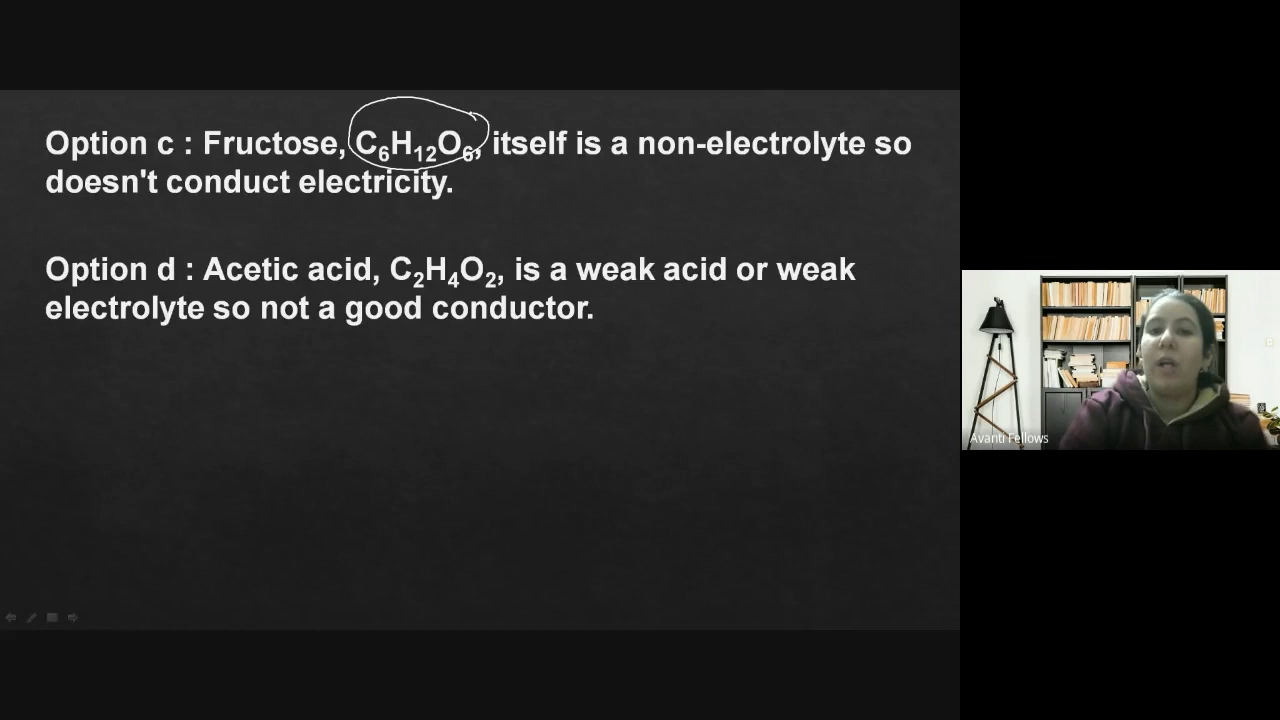 Option c : Fructose, C₆H₁₂O₆, itself is a non-electrolyte so
doesn't conduct electricity.
Option d : Acetic acid, C₂H₄O₂, is a weak acid or weak
electrolyte so not a good conductor.
Avanti Fellows